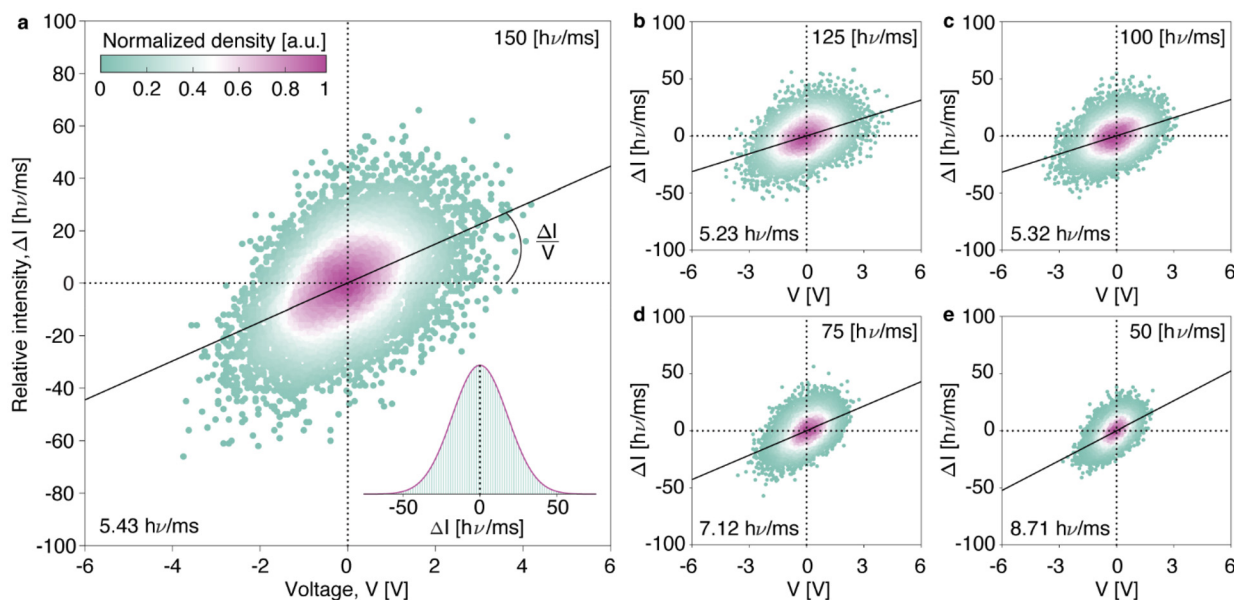 a
Normalized density [a.u.]
0 0.2 0.4 0.6 0.8 1
150 [hν/ms]
Relative intensity, ΔI [hν/ms]
100
80
60
40
20
0
-20
-40
-60
-80
-100
ΔI
V
5.43 hν/ms
-50 0 50
ΔI [hν/ms]
-6 -4 -2 0 2 4 6
Voltage, V [V]
b
125 [hν/ms]
ΔI [hν/ms]
100
50
0
-50
-100
5.23 hν/ms
-6 -3 0 3 6
V [V]
c
100 [hν/ms]
ΔI [hν/ms]
100
50
0
-50
-100
5.32 hν/ms
-6 -3 0 3 6
V [V]
d
75 [hν/ms]
ΔI [hν/ms]
100
50
0
-50
-100
7.12 hν/ms
-6 -3 0 3 6
V [V]
e
50 [hν/ms]
ΔI [hν/ms]
100
50
0
-50
-100
8.71 hν/ms
-6 -3 0 3 6
V [V]